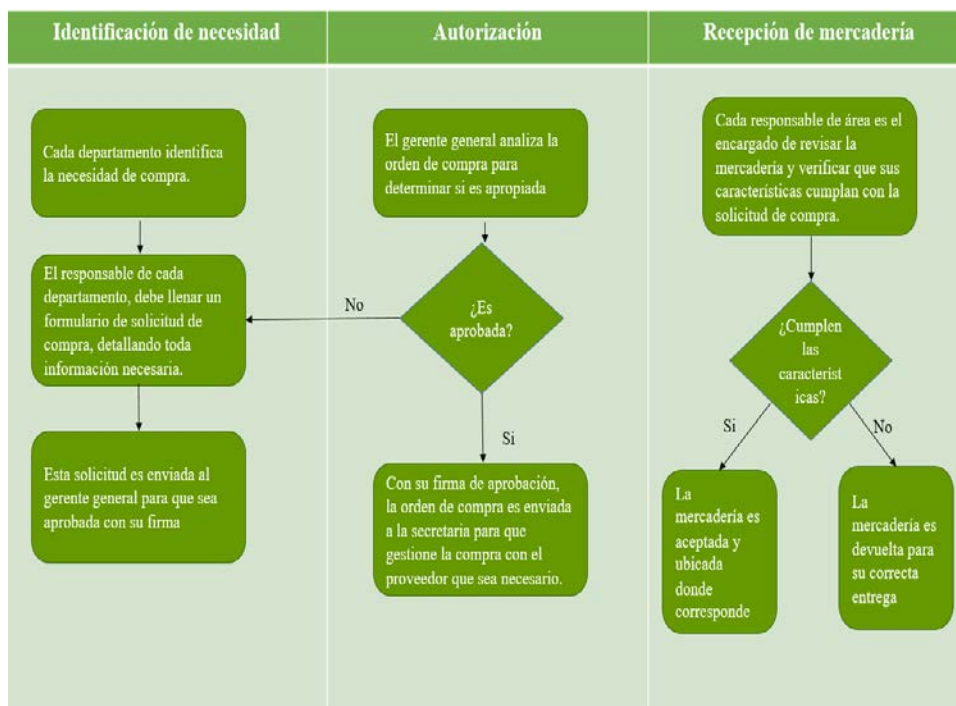 Identificación de necesidad
Autorización
Recepción de mercadería
Cada departamento identifica
la necesidad de compra.
El responsable de cada
departamento, debe llenar un
formulario de solicitud de
compra, detallando toda
información necesaria.
Esta solicitud es enviada al
gerente general para que sea
aprobada con su firma
El gerente general analiza la
orden de compra para
determinar si es apropiada
¿Es
aprobada?
No
Si
Con su firma de aprobación,
la orden de compra es enviada
a la secretaria para que
gestione la compra con el
proveedor que sea necesario.
Cada responsable de área es el
encargado de revisar la
mercadería y verificar que sus
características cumplan con la
solicitud de compra.
¿Cumplen
las
característ
icas?
Si
No
La
mercadería es
aceptada y
ubicada
donde
corresponde
La
mercadería es
devuelta para
su correcta
entrega